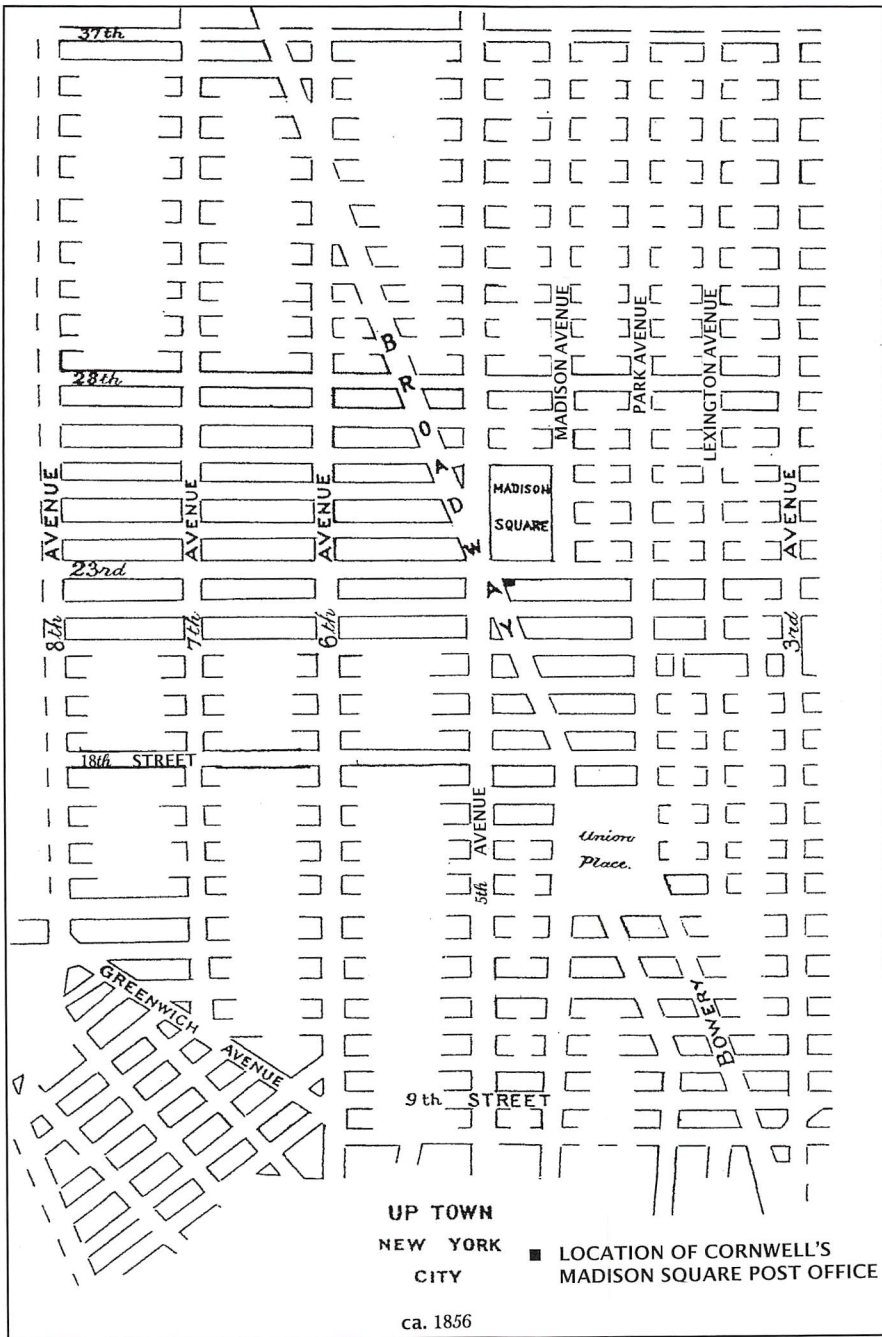 37th
BROADWAY
MADISON AVENUE
PARK AVENUE
LEXINGTON AVENUE
28th
MADISON
SQUARE
8th AVENUE
7th AVENUE
6th AVENUE
3rd AVENUE
23rd
18th STREET
5th AVENUE
Union
Place.
GREENWICH
AVENUE
BOWERY
9th STREET
UP TOWN
NEW YORK
CITY
ca. 1856
LOCATION OF CORNWELL'S
MADISON SQUARE POST OFFICE